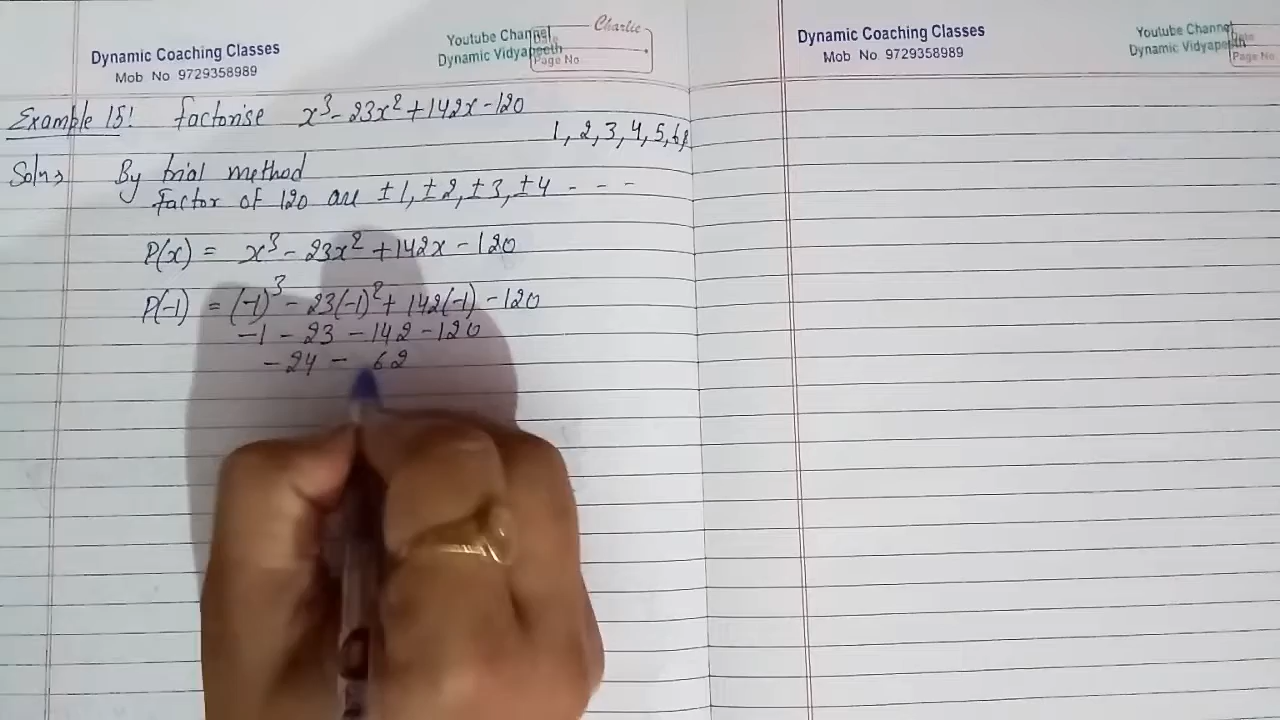 Dynamic Coaching Classes
Mob No 9729358989
Youtube Channel
Dynamic Vidyapeeth
Charlie
Date
Page No
Dynamic Coaching Classes
Mob No 9729358989
Youtube Channel
Dynamic Vidyapeeth
Date
Page No
Example 15! Factorise x³ - 23x² + 142x - 120
1, 2, 3, 4, 5, 6,
Soln→ By trial method
Factor of 120 are ±1, ±2, ±3, ±4 - - -
P(x) = x³ - 23x² + 142x - 120
P(-1) = (-1)³ - 23(-1)² + 142(-1) - 120
-1 - 23 - 142 - 120
-24 - 62